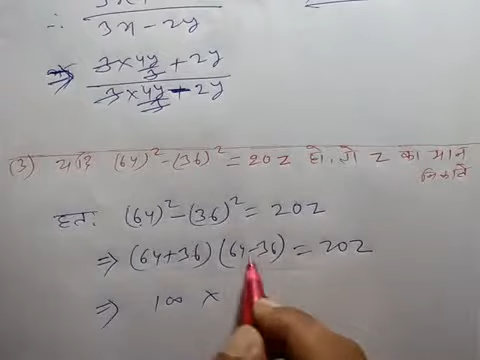 ∴ 3x - 2y
⇒ 3 × 4y/3 + 2y
3 × 4y/3 - 2y
(3) यदि (64)² - (36)² = 20z हो, तो z का मान
निकालें
हलः (64)² - (36)² = 20z
⇒ (64+36) (64-36) = 20z
⇒ 100 ×